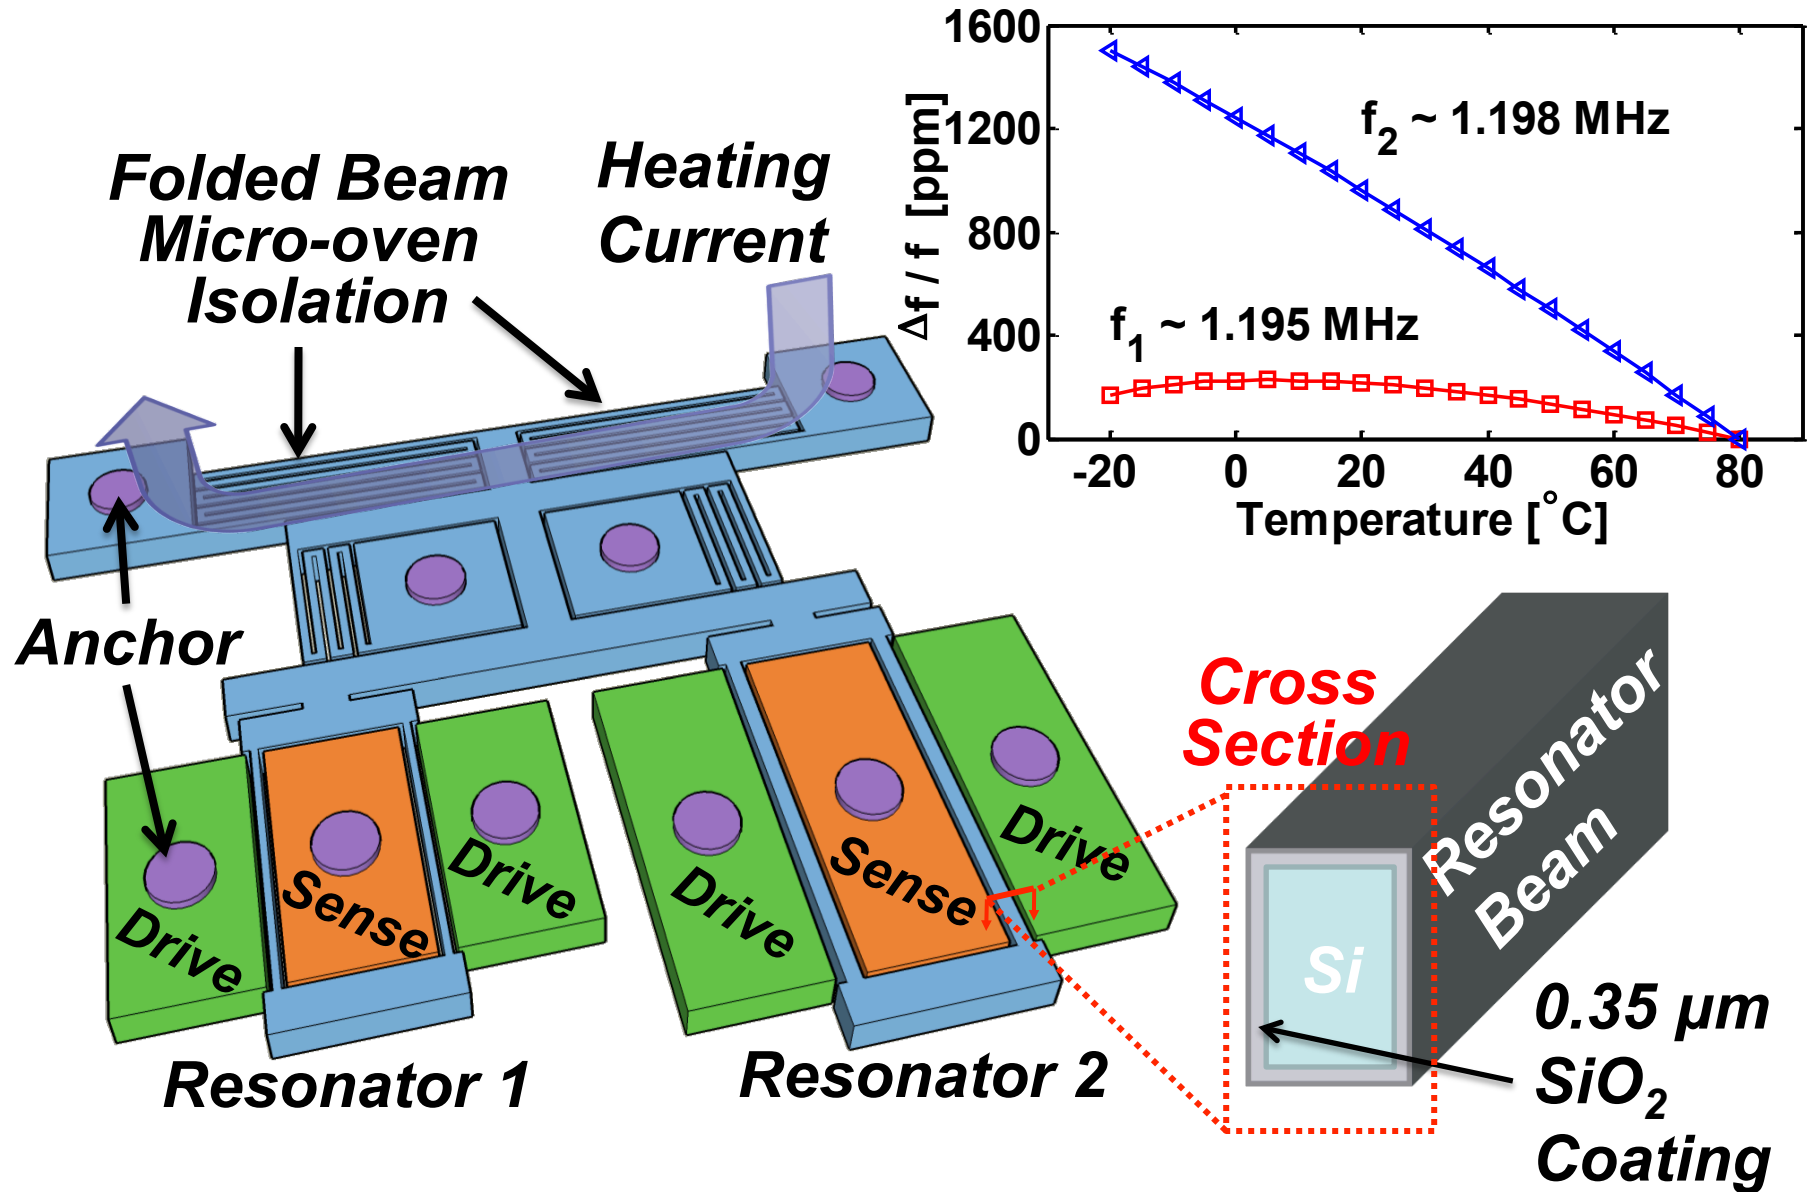 Folded Beam
Micro-oven
Isolation
Heating
Current
Anchor
Drive
Sense
Drive
Drive
Sense
Drive
Resonator 1
Resonator 2
1600
1200
800
400
0
Δf / f [ppm]
f2 ~ 1.198 MHz
f1 ~ 1.195 MHz
-20 0 20 40 60 80
Temperature [°C]
Cross
Section
Resonator
Beam
Si
0.35 µm
SiO2
Coating